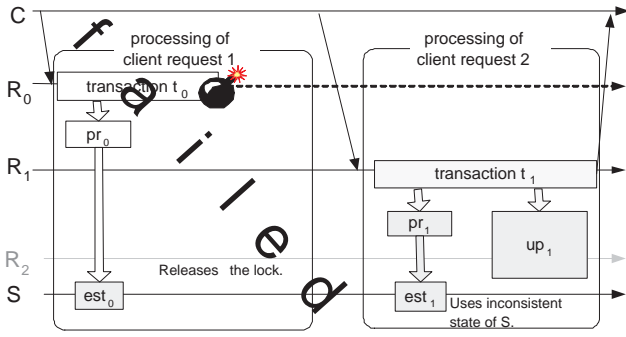 C
processing of
client request 1
processing of
client request 2
failed
R0
transaction t0
pr0
R1
transaction t1
pr1
up1
R2
Releases the lock.
S
est0
est1
Uses inconsistent
state of S.